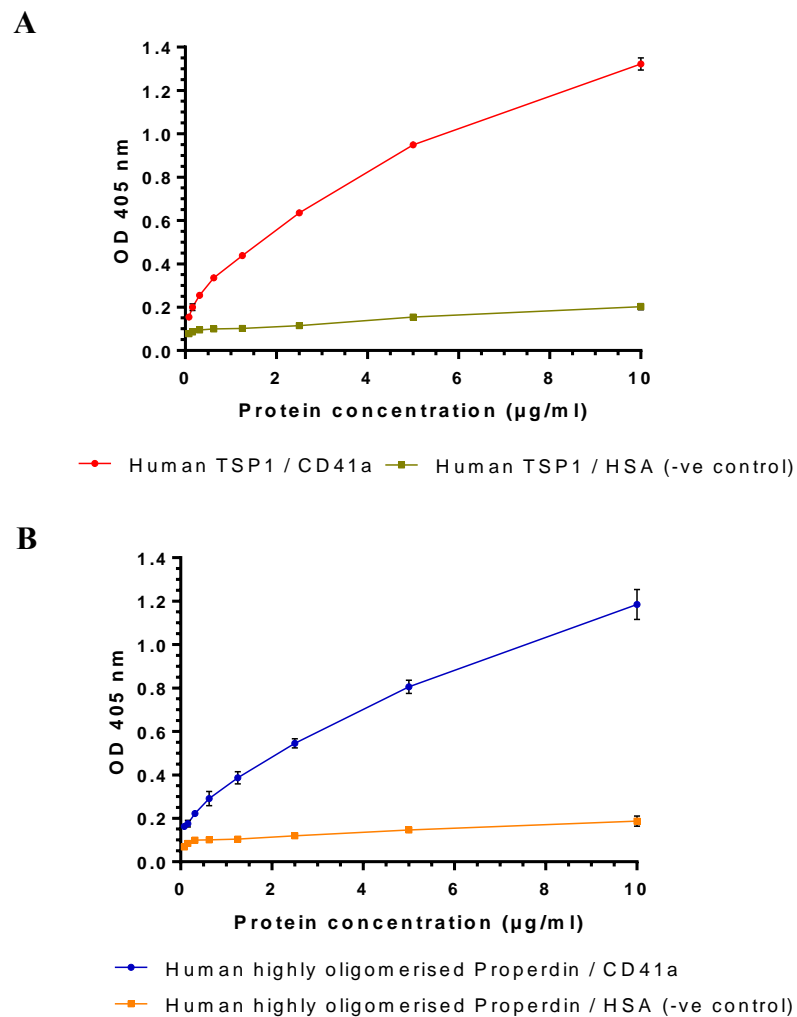 A
1.4
1.2
1.0
0.8
0.6
0.4
0.2
0.0
OD 405 nm
0 2 4 6 8 10
Protein concentration (µg/ml)
Human TSP1 / CD41a Human TSP1 / HSA (-ve control)
B
1.4
1.2
1.0
0.8
0.6
0.4
0.2
0.0
OD 405 nm
0 2 4 6 8 10
Protein concentration (µg/ml)
Human highly oligomerised Properdin / CD41a
Human highly oligomerised Properdin / HSA (-ve control)